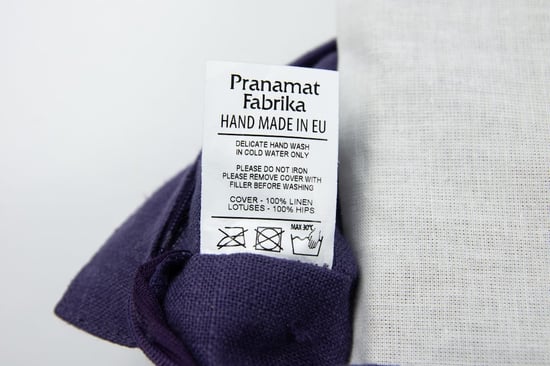 Pranamat
Fabrika
HAND MADE IN EU
DELICATE HAND WASH
IN COLD WATER ONLY
PLEASE DO NOT IRON
PLEASE REMOVE COVER WITH
FILLER BEFORE WASHING
COVER - 100% LINEN
LOTUSES - 100% HIPS
MAX 30°C